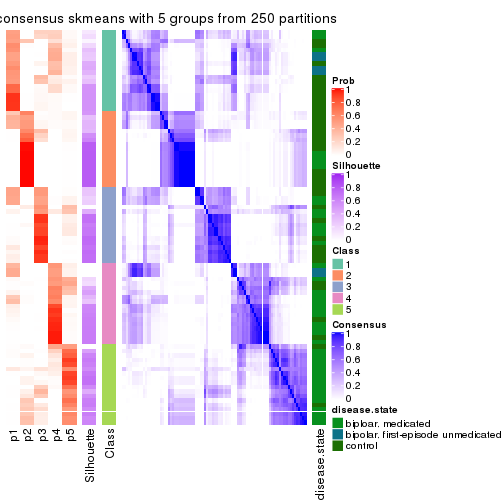 consensus skmeans with 5 groups from 250 partitions
Prob
1
0.8
0.6
0.4
0.2
0
Silhouette
1
0.8
0.6
0.4
0.2
0
Class
1
2
3
4
5
Consensus
1
0.8
0.6
0.4
0.2
0
disease.state
biploar. medicated
bipolar. first-episode unmedicated
control
p1
p2
p3
p4
p5
Silhouette
Class
disease.state